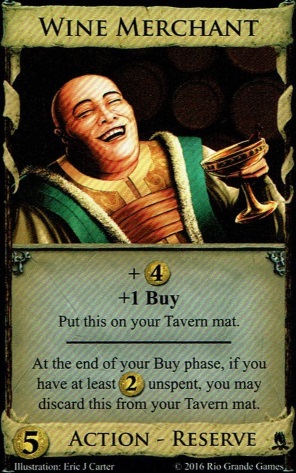 WINE MERCHANT
+ 4
+1 Buy
Put this on your Tavern mat.
At the end of your Buy phase, if you
have at least 2 unspent, you may
discard this from your Tavern mat.
5 ACTION - RESERVE
Illustration: Eric J Carter © 2016 Rio Grande Games